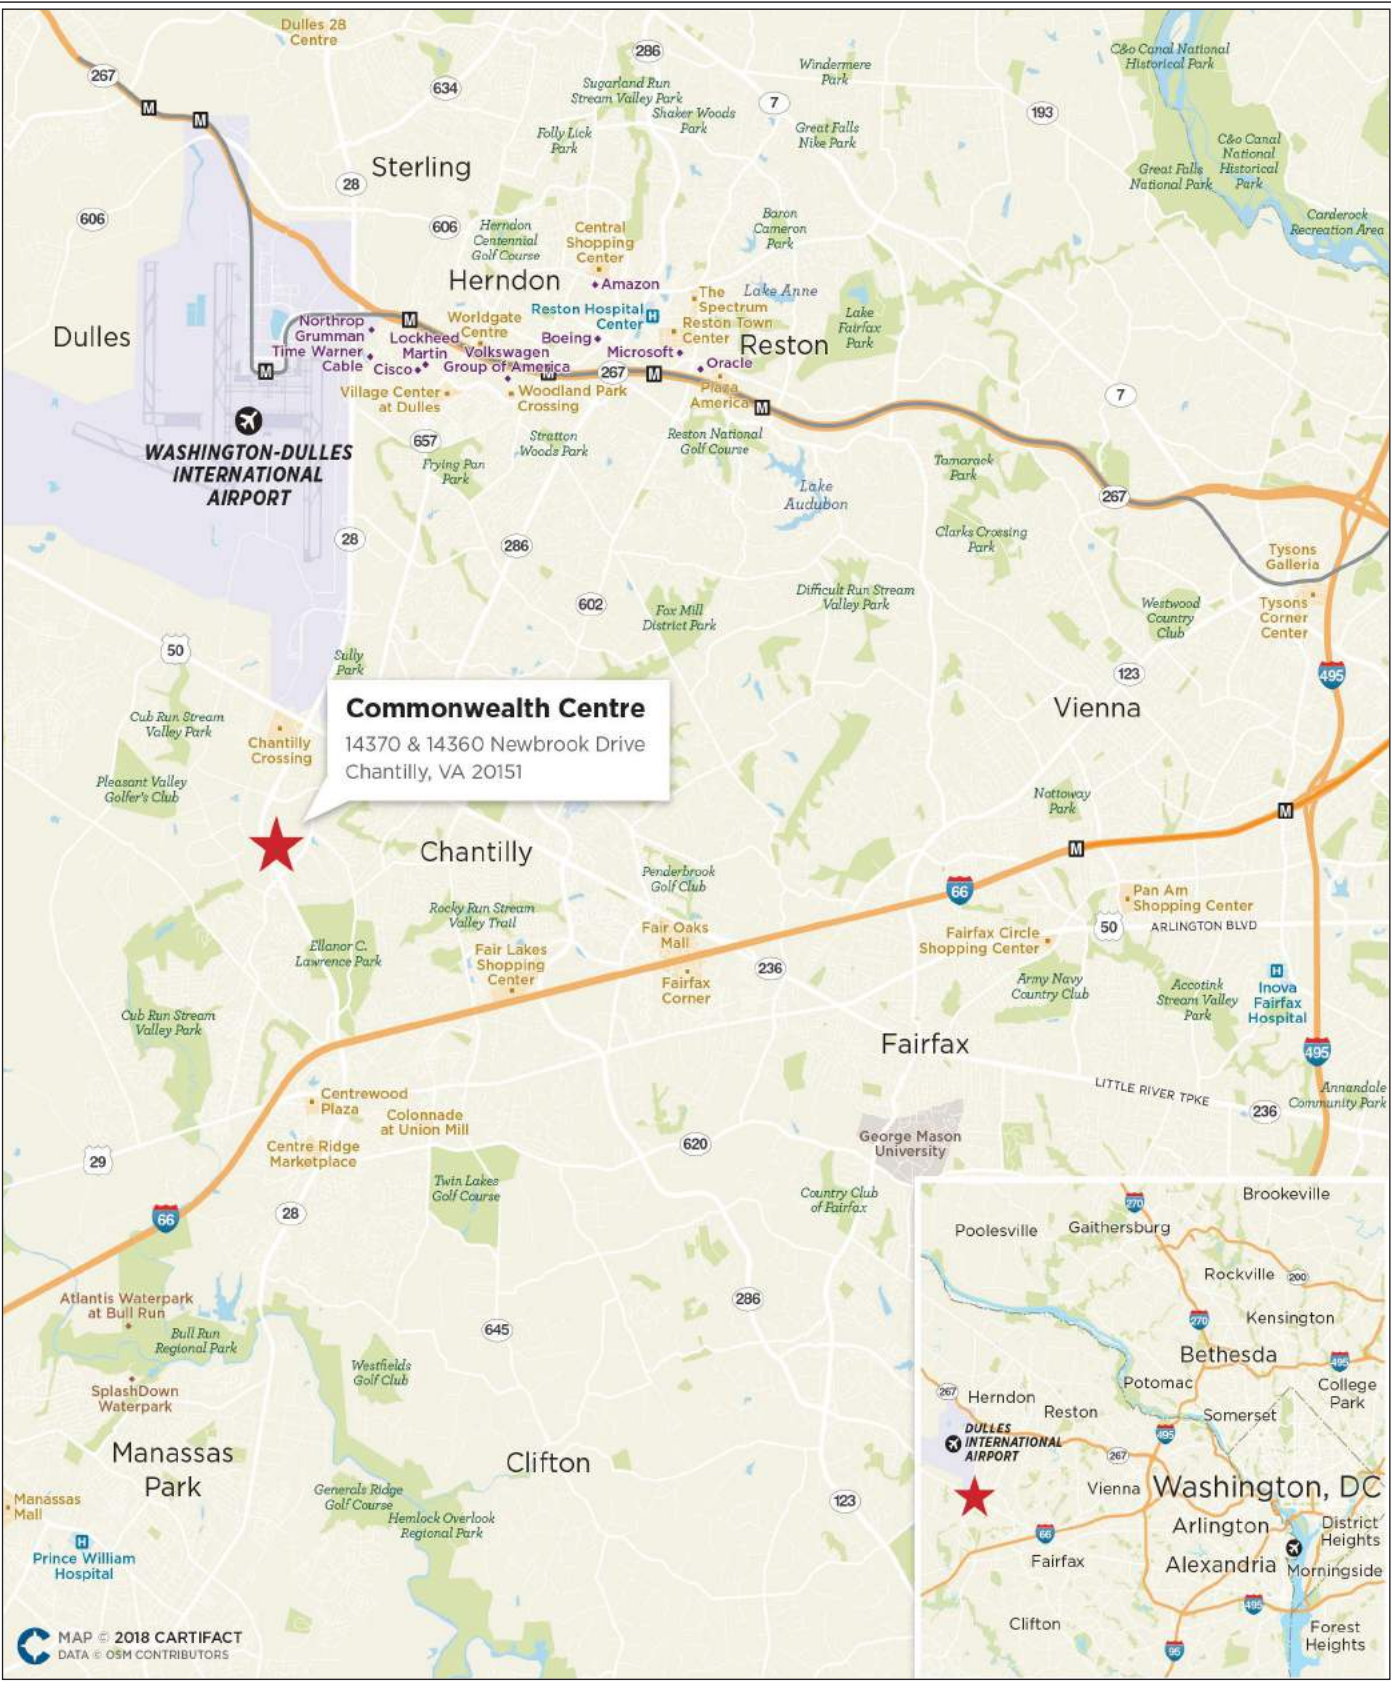 Dulles 28
Centre
267
M
M
634
286
Sugarland Run
Stream Valley Park
Shaker Woods
Park
Folly Lick
Park
Windermere
Park
7
Great Falls
Nike Park
193
C&o Canal National
Historical Park
C&o Canal
National
Historical
Park
Great Falls
National Park
Carderock
Recreation Area
Sterling
28
606
606
Herndon
Centennial
Golf Course
Central
Shopping
Center
Amazon
Baron
Cameron
Park
Herndon
The
Spectrum
Lake Anne
Reston Hospital
Center
H
Reston Town
Center
Lake
Fairfax
Park
Reston
Dulles
Northrop
Grumman
M
Worldgate
Centre
Lockheed
Martin
Boeing
Microsoft
Time Warner
Cable
Cisco
Volkswagen
Group of America
Oracle
M
M
267
M
Plaza
America
M
Village Center
at Dulles
Woodland Park
Crossing
7
WASHINGTON-DULLES
INTERNATIONAL
AIRPORT
657
Frying Pan
Park
Stratton
Woods Park
Reston National
Golf Course
Lake
Audubon
Tamarack
Park
267
Clarks Crossing
Park
28
286
Tysons
Galleria
602
Fox Mill
District Park
Difficult Run Stream
Valley Park
Westwood
Country
Club
Tysons
Corner
Center
50
Sully
Park
123
495
Commonwealth Centre
14370 & 14360 Newbrook Drive
Chantilly, VA 20151
Vienna
Cub Run Stream
Valley Park
Chantilly
Crossing
Pleasant Valley
Golfer's Club
Nottoway
Park
M
M
Chantilly
Penderbrook
Golf Club
66
Pan Am
Shopping Center
Rocky Run Stream
Valley Trail
Fair Oaks
Mall
Fairfax Circle
Shopping Center
50
ARLINGTON BLVD
Ellanor C.
Lawrence Park
Fair Lakes
Shopping
Center
Fairfax
Corner
236
Army Navy
Country Club
Accotink
Stream Valley
Park
H
Inova
Fairfax
Hospital
Cub Run Stream
Valley Park
Fairfax
495
Centrewood
Plaza
Colonnade
at Union Mill
LITTLE RIVER TPKE
236
Annandale
Community Park
Centre Ridge
Marketplace
620
George Mason
University
29
Twin Lakes
Golf Course
Country Club
of Fairfax
66
28
Atlantis Waterpark
at Bull Run
286
Bull Run
Regional Park
645
Westfields
Golf Club
SplashDown
Waterpark
Manassas
Park
Clifton
Generals Ridge
Golf Course
Hemlock Overlook
Regional Park
123
Manassas
Mall
H
Prince William
Hospital
MAP © 2018 CARTIFACT
DATA © OSM CONTRIBUTORS
270
Brookeville
Poolesville
Gaithersburg
Rockville
200
270
Kensington
Bethesda
495
Potomac
College
Park
267
Herndon
Reston
Somerset
DULLES
INTERNATIONAL
AIRPORT
495
267
Vienna
Washington, DC
66
Arlington
District
Heights
Fairfax
Alexandria
Morningside
495
Clifton
Forest
Heights
95